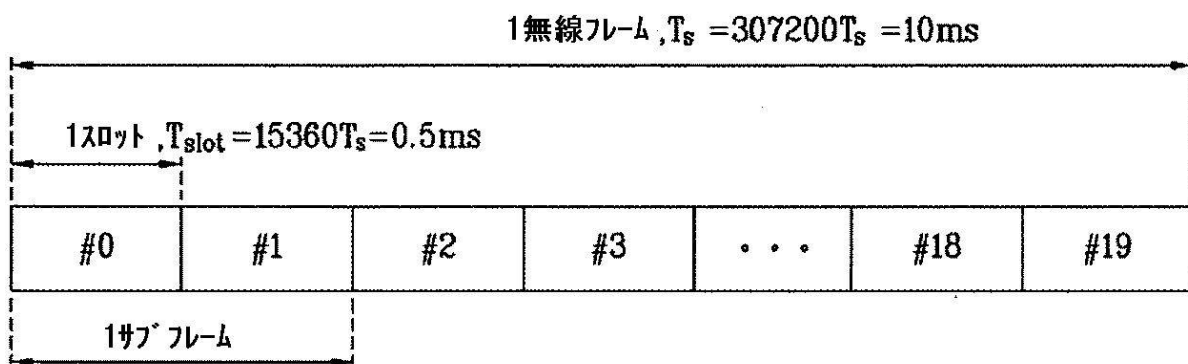 1無線フレーム ,Ts =307200Ts =10ms
1スロット ,Tslot=15360Ts=0.5ms
#0 #1 #2 #3 ・・・ #18 #19
1サブフレーム